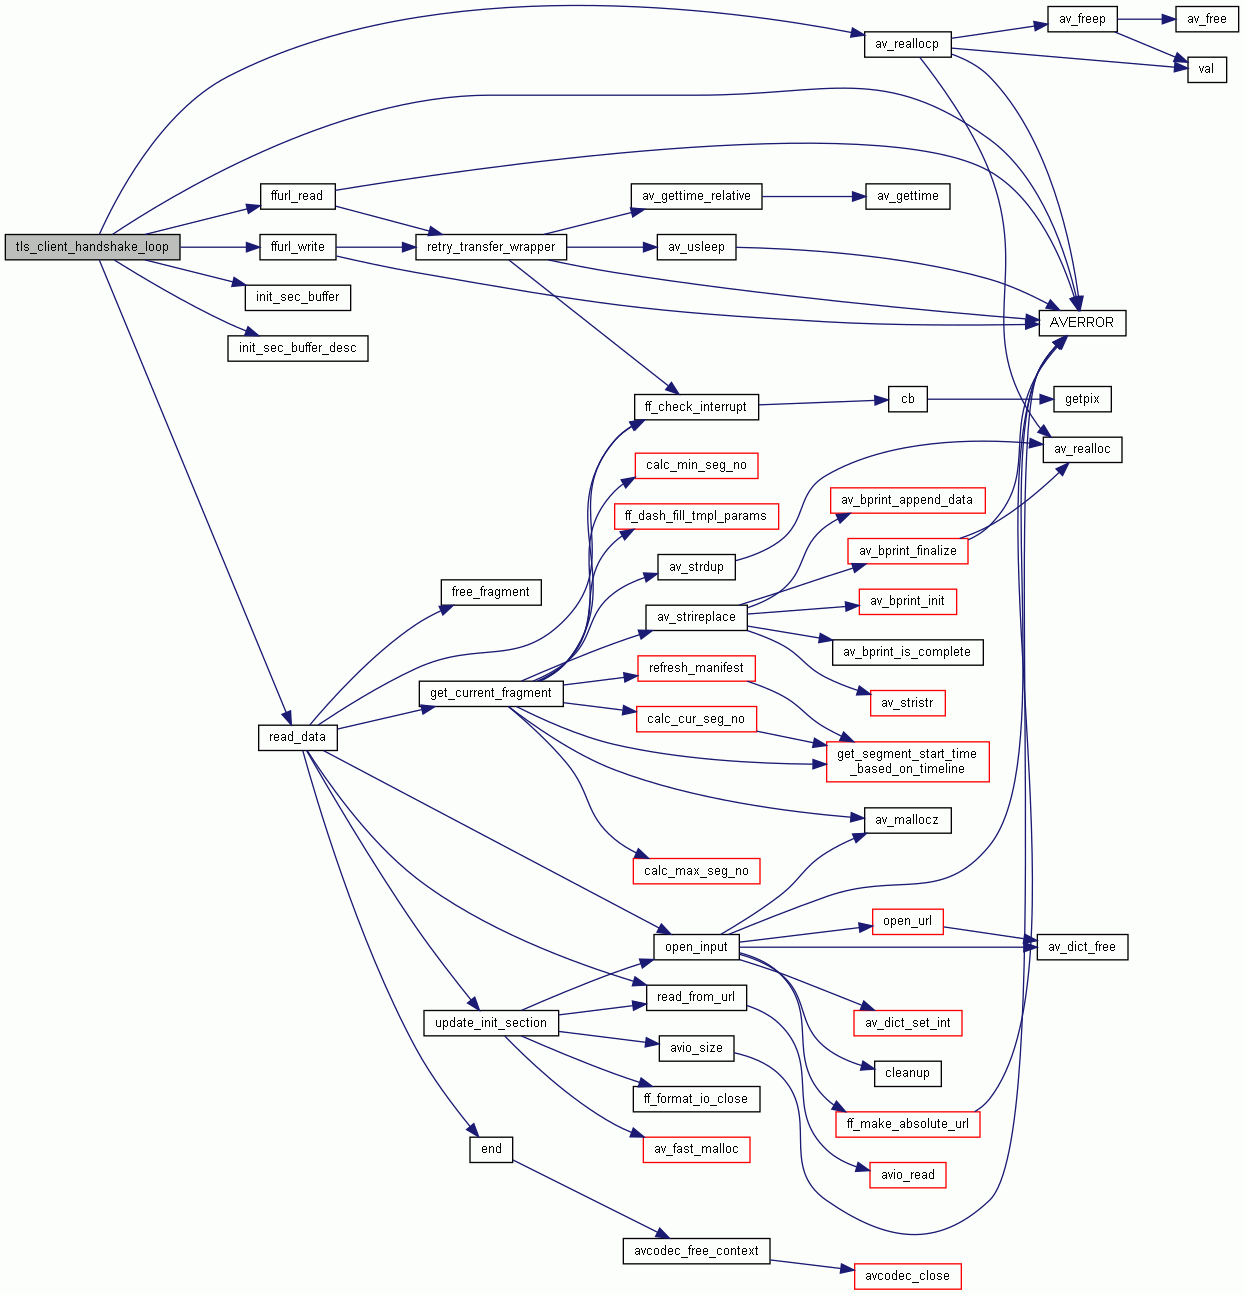 av_freep
av_free
av_reallocp
val
ffurl_read
av_gettime_relative
av_gettime
tls_client_handshake_loop
ffurl_write
retry_transfer_wrapper
av_usleep
init_sec_buffer
AVERROR
init_sec_buffer_desc
ff_check_interrupt
cb
getpix
av_realloc
calc_min_seg_no
av_bprint_append_data
ff_dash_fill_tmpl_params
av_bprint_finalize
av_strdup
free_fragment
av_bprint_init
av_strireplace
av_bprint_is_complete
refresh_manifest
get_current_fragment
av_stristr
calc_cur_seg_no
read_data
get_segment_start_time
_based_on_timeline
av_mallocz
calc_max_seg_no
open_url
open_input
av_dict_free
read_from_url
update_init_section
av_dict_set_int
avio_size
cleanup
ff_format_io_close
ff_make_absolute_url
end
av_fast_malloc
avio_read
avcodec_free_context
avcodec_close